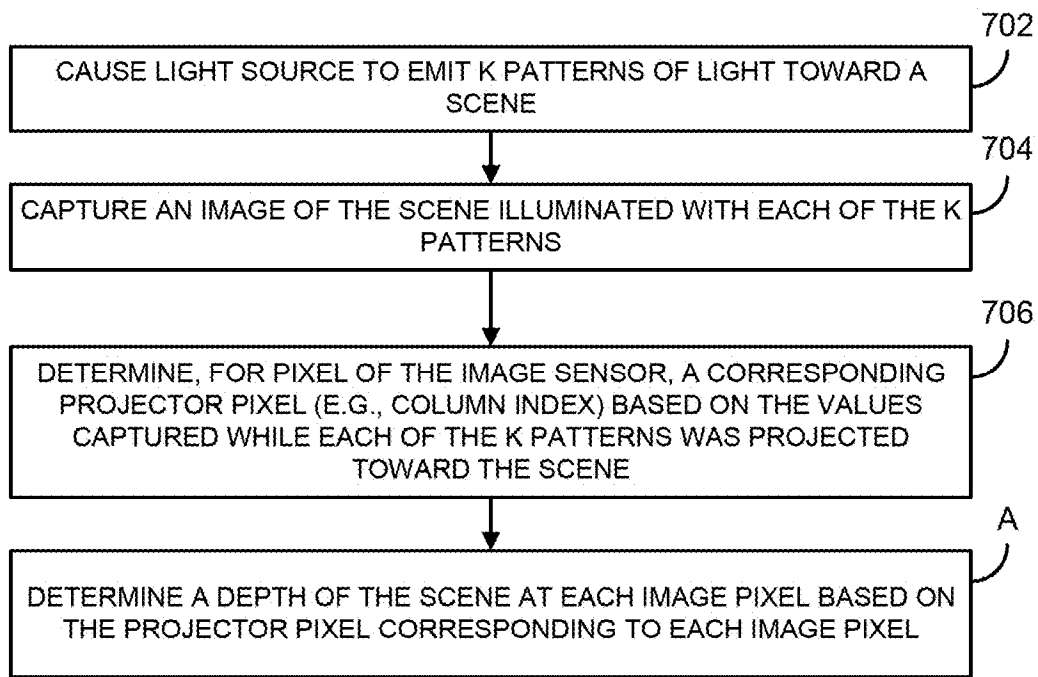 702
CAUSE LIGHT SOURCE TO EMIT K PATTERNS OF LIGHT TOWARD A
SCENE
704
CAPTURE AN IMAGE OF THE SCENE ILLUMINATED WITH EACH OF THE K
PATTERNS
706
DETERMINE, FOR PIXEL OF THE IMAGE SENSOR, A CORRESPONDING
PROJECTOR PIXEL (E.G., COLUMN INDEX) BASED ON THE VALUES
CAPTURED WHILE EACH OF THE K PATTERNS WAS PROJECTED
TOWARD THE SCENE
A
DETERMINE A DEPTH OF THE SCENE AT EACH IMAGE PIXEL BASED ON
THE PROJECTOR PIXEL CORRESPONDING TO EACH IMAGE PIXEL